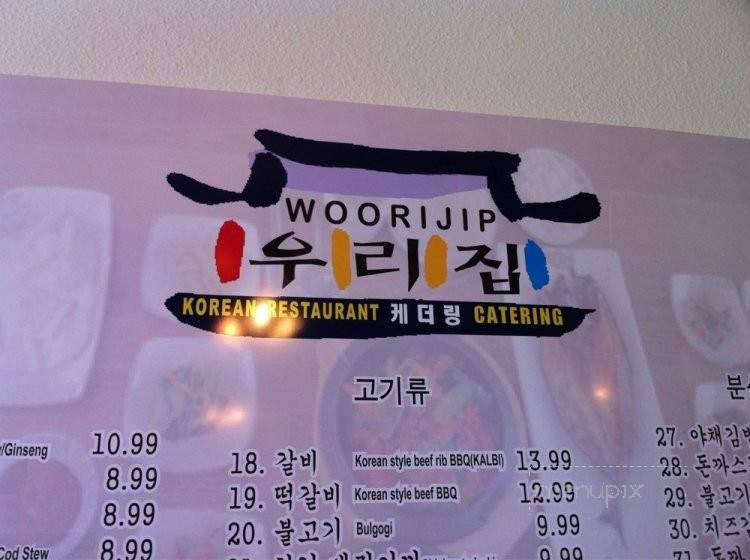 WOORIJIP
우리집
KOREAN RESTAURANT 케더링 CATERING
고기류
/Ginseng 10.99
8.99
8.99
Cod Stew 8.99
18. 갈비 Korean style beef rib BBQ(KALBI) 13.99
19. 떡갈비 Korean style beef BBQ 12.99
20. 불고기 Bulgogi 9.99
9.99
27. 야채김밥
28. 돈까스
29. 불고기
30. 치즈
menupix